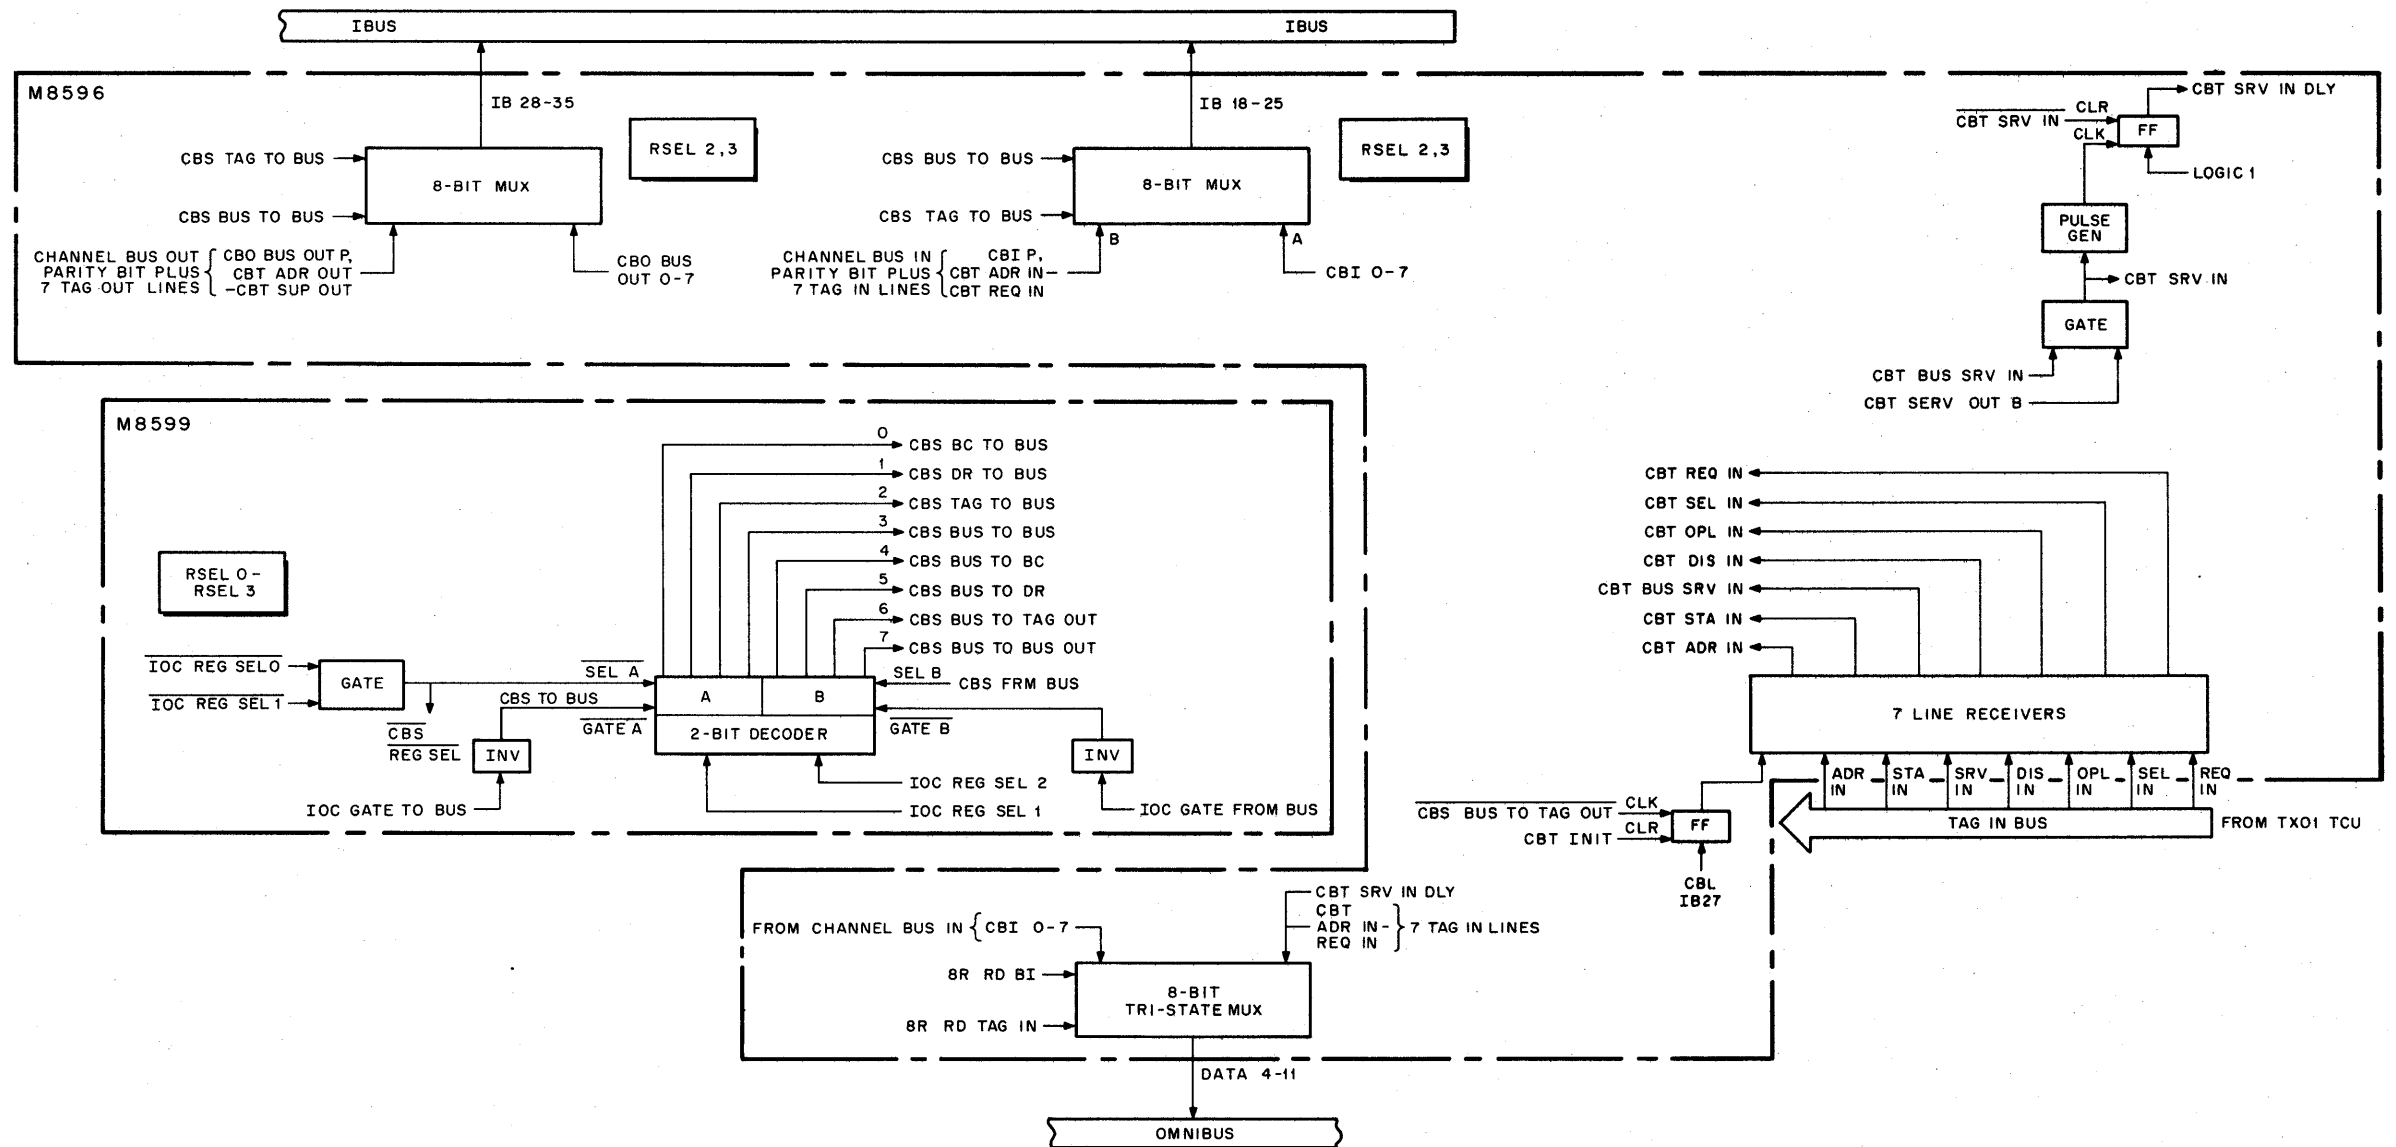 IBUS
IBUS
M8596
IB 28-35
IB 18-25
CBT SRV IN DLY
CLR
CBT SRV IN
FF
CLK
LOGIC 1
RSEL 2,3
RSEL 2,3
CBS TAG TO BUS
8-BIT MUX
CBS BUS TO BUS
CBS BUS TO BUS
8-BIT MUX
CBS TAG TO BUS
B
A
CHANNEL BUS OUT
PARITY BIT PLUS
7 TAG OUT LINES
CBO BUS OUT P,
CBT ADR OUT
-CBT SUP OUT
CBO BUS
OUT 0-7
CHANNEL BUS IN
PARITY BIT PLUS
7 TAG IN LINES
CBI P,
CBT ADR IN-
CBT REQ IN
CBI 0-7
PULSE
GEN
CBT SRV IN
GATE
CBT BUS SRV IN
CBT SERV OUT B
M8599
0
CBS BC TO BUS
1
CBS DR TO BUS
2
CBS TAG TO BUS
3
CBS BUS TO BUS
4
CBS BUS TO BC
5
CBS BUS TO DR
6
CBS BUS TO TAG OUT
7
CBS BUS TO BUS OUT
RSEL 0-
RSEL 3
IOC REG SEL0
GATE
IOC REG SEL 1
SEL A
CBS TO BUS
GATE A
CBS
REG SEL
INV
IOC GATE TO BUS
A
B
2-BIT DECODER
SEL B
CBS FRM BUS
GATE B
INV
IOC REG SEL 2
IOC REG SEL 1
IOC GATE FROM BUS
CBT REQ IN
CBT SEL IN
CBT OPL IN
CBT DIS IN
CBT BUS SRV IN
CBT STA IN
CBT ADR IN
7 LINE RECEIVERS
ADR
IN
STA
IN
SRV
IN
DIS
IN
OPL
IN
SEL
IN
REQ
IN
TAG IN BUS
FROM TX01 TCU
CBS BUS TO TAG OUT
CLK
CBT INIT
CLR
FF
CBL
IB27
FROM CHANNEL BUS IN
CBI 0-7
CBT SRV IN DLY
CBT
ADR IN-
REQ IN
7 TAG IN LINES
8R RD BI
8-BIT
TRI-STATE MUX
8R RD TAG IN
DATA 4-11
OMNIBUS